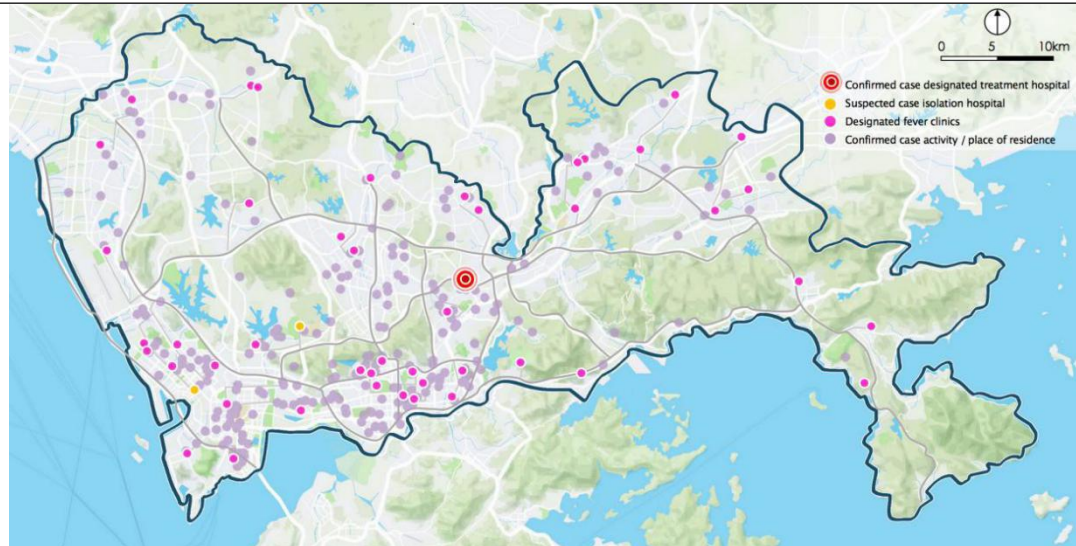 0 5 10km
Confirmed case designated treatment hospital
Suspected case isolation hospital
Designated fever clinics
Confirmed case activity / place of residence